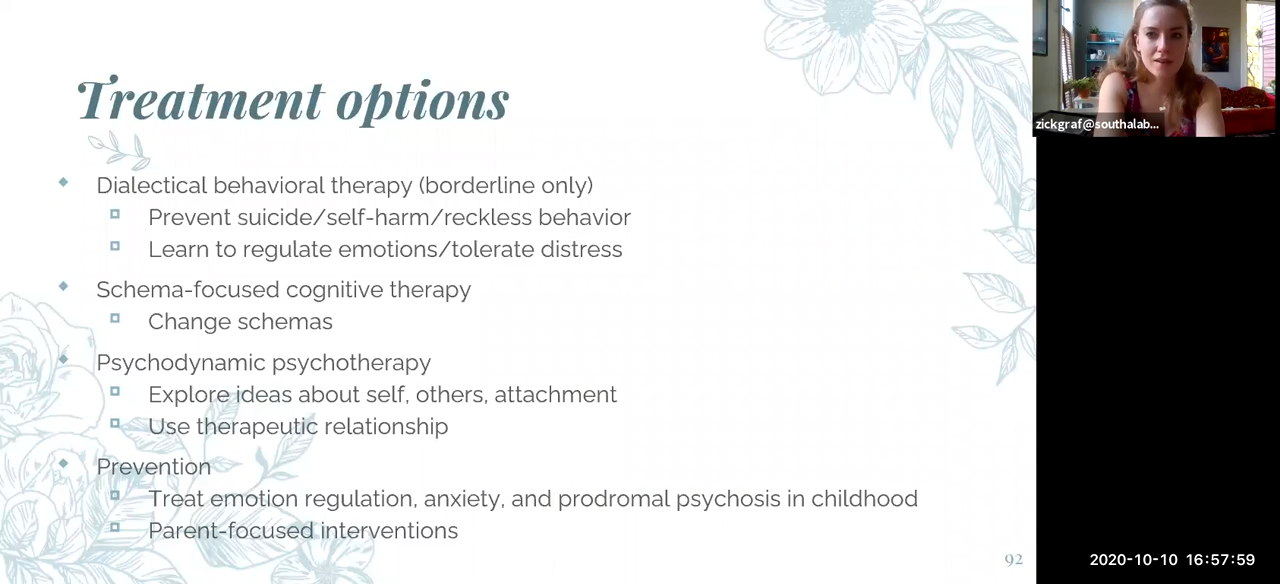 Treatment options
Dialectical behavioral therapy (borderline only)
Prevent suicide/self-harm/reckless behavior
Learn to regulate emotions/tolerate distress
Schema-focused cognitive therapy
Change schemas
Psychodynamic psychotherapy
Explore ideas about self, others, attachment
Use therapeutic relationship
Prevention
Treat emotion regulation, anxiety, and prodromal psychosis in childhood
Parent-focused interventions
92
zickgraf@southalab...
2020-10-10 16:57:59